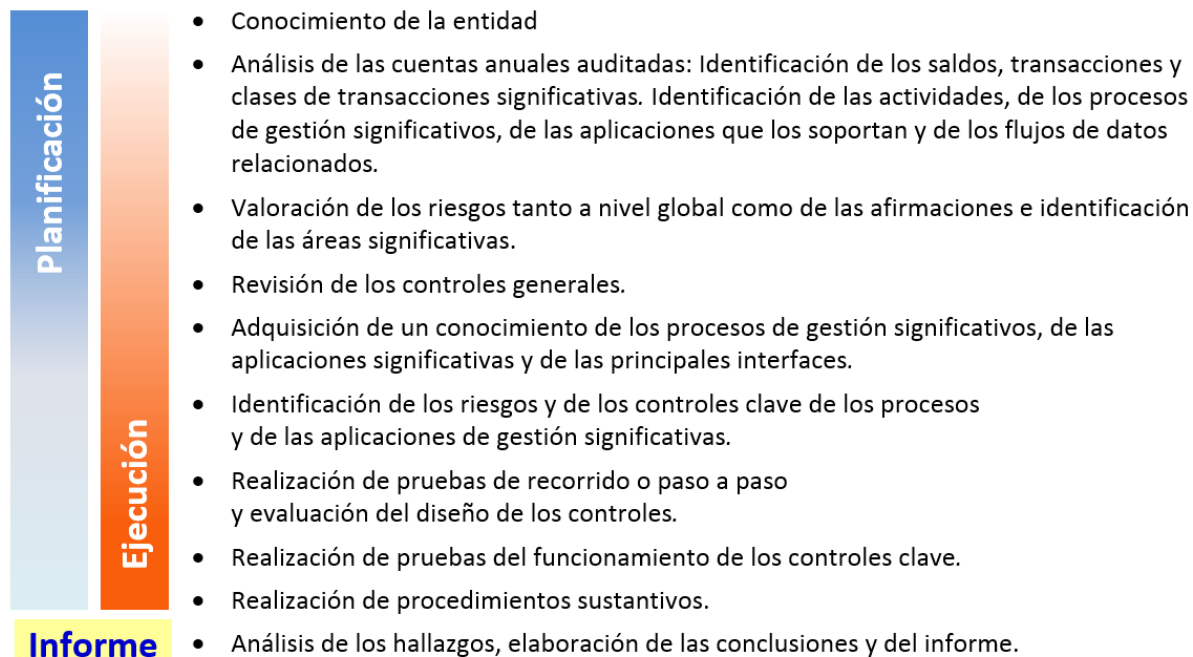 Planificación
Ejecución
• Conocimiento de la entidad
• Análisis de las cuentas anuales auditadas: Identificación de los saldos, transacciones y
clases de transacciones significativas. Identificación de las actividades, de los procesos
de gestión significativos, de las aplicaciones que los soportan y de los flujos de datos
relacionados.
• Valoración de los riesgos tanto a nivel global como de las afirmaciones e identificación
de las áreas significativas.
• Revisión de los controles generales.
• Adquisición de un conocimiento de los procesos de gestión significativos, de las
aplicaciones significativas y de las principales interfaces.
• Identificación de los riesgos y de los controles clave de los procesos
y de las aplicaciones de gestión significativas.
• Realización de pruebas de recorrido o paso a paso
y evaluación del diseño de los controles.
• Realización de pruebas del funcionamiento de los controles clave.
• Realización de procedimientos sustantivos.
Informe
• Análisis de los hallazgos, elaboración de las conclusiones y del informe.